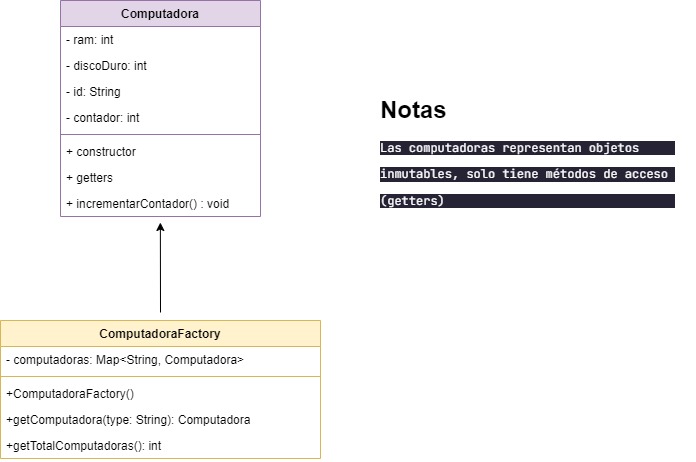 Computadora
- ram: int
- discoDuro: int
- id: String
- contador: int
+ constructor
+ getters
+ incrementarContador() : void
Notas
Las computadoras representan objetos
inmutables, solo tiene métodos de acceso
(getters)
ComputadoraFactory
- computadoras: Map<String, Computadora>
+ComputadoraFactory()
+getComputadora(type: String): Computadora
+getTotalComputadoras(): int